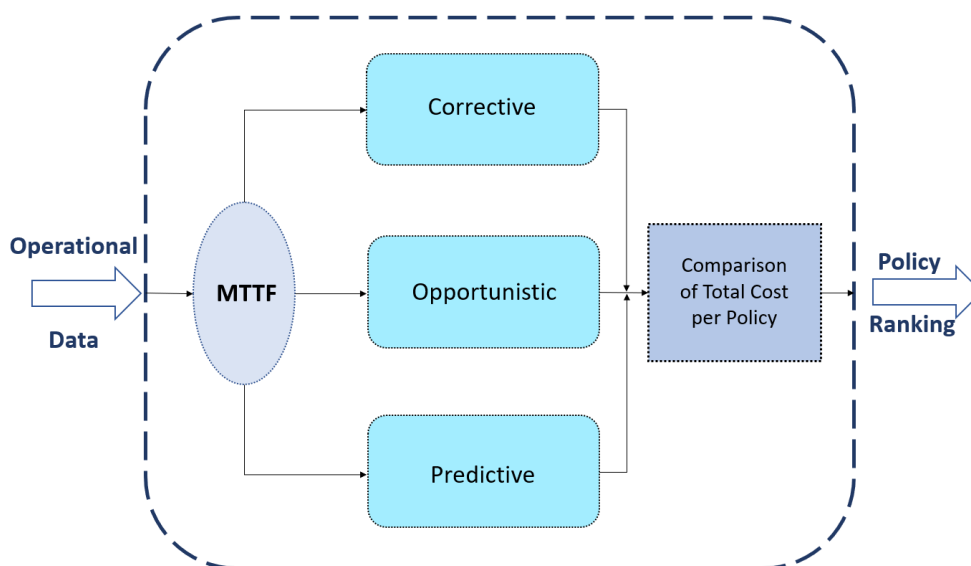 Operational
Data
MTTF
Corrective
Opportunistic
Predictive
Comparison
of Total Cost
per Policy
Policy
Ranking